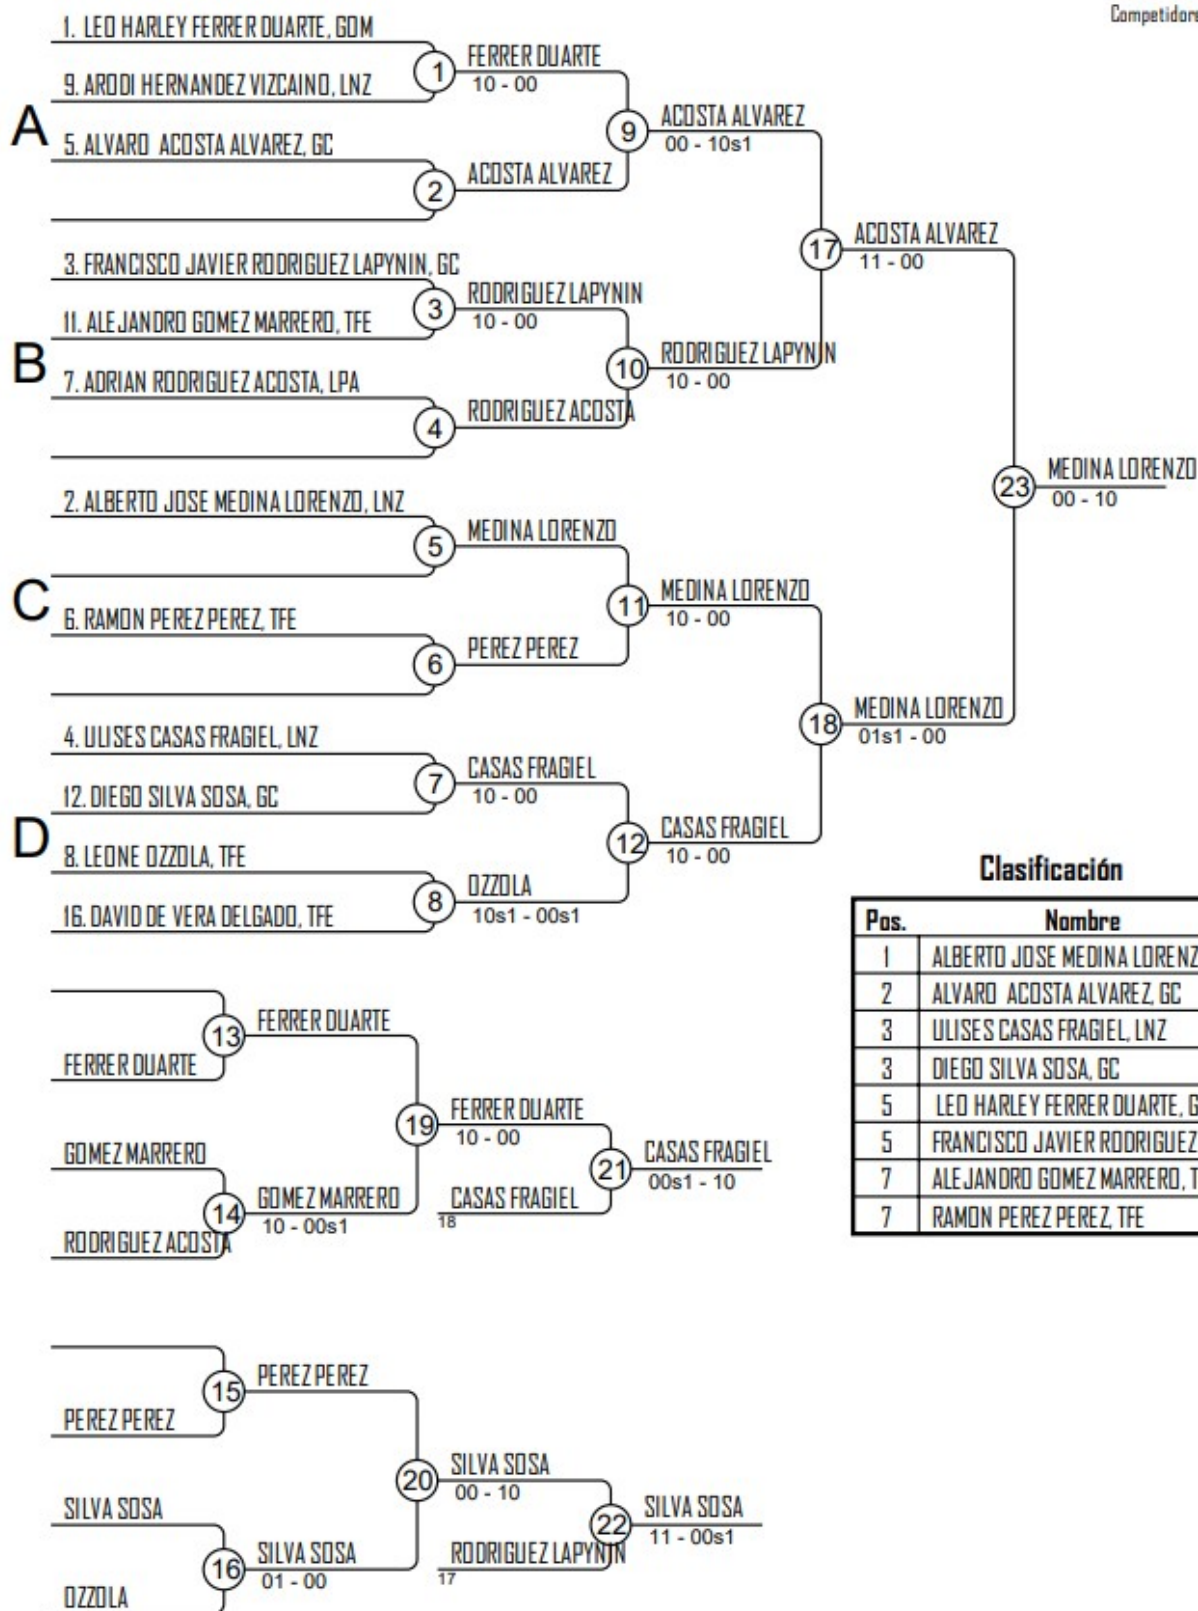 Competidore
1. LEO HARLEY FERRER DUARTE, GOM
9. ARODI HERNANDEZ VIZCAINO, LNZ
A
5. ALVARO ACOSTA ALVAREZ, GC
1
FERRER DUARTE
10 - 00
2
ACOSTA ALVAREZ
9
ACOSTA ALVAREZ
00 - 10s1
3. FRANCISCO JAVIER RODRIGUEZ LAPYNIN, GC
11. ALEJANDRO GOMEZ MARRERO, TFE
B
7. ADRIAN RODRIGUEZ ACOSTA, LPA
3
RODRIGUEZ LAPYNIN
10 - 00
4
RODRIGUEZ ACOSTA
10
RODRIGUEZ LAPYNIN
10 - 00
17
ACOSTA ALVAREZ
11 - 00
2. ALBERTO JOSE MEDINA LORENZO, LNZ
C
6. RAMON PEREZ PEREZ, TFE
5
MEDINA LORENZO
6
PEREZ PEREZ
11
MEDINA LORENZO
10 - 00
4. ULISES CASAS FRAGIEL, LNZ
12. DIEGO SILVA SOSA, GC
D
8. LEONE OZZOLA, TFE
16. DAVID DE VERA DELGADO, TFE
7
CASAS FRAGIEL
10 - 00
8
OZZOLA
10s1 - 00s1
12
CASAS FRAGIEL
10 - 00
18
MEDINA LORENZO
01s1 - 00
23
MEDINA LORENZO
00 - 10
Clasificación
Pos. Nombre
1 ALBERTO JOSE MEDINA LORENZ
2 ALVARO ACOSTA ALVAREZ, GC
3 ULISES CASAS FRAGIEL, LNZ
3 DIEGO SILVA SOSA, GC
5 LEO HARLEY FERRER DUARTE, G
5 FRANCISCO JAVIER RODRIGUEZ
7 ALEJANDRO GOMEZ MARRERO, T
7 RAMON PEREZ PEREZ, TFE
FERRER DUARTE
13
FERRER DUARTE
GOMEZ MARRERO
RODRIGUEZ ACOSTA
14
GOMEZ MARRERO
10 - 00s1
19
FERRER DUARTE
10 - 00
CASAS FRAGIEL
18
21
CASAS FRAGIEL
00s1 - 10
PEREZ PEREZ
15
PEREZ PEREZ
SILVA SOSA
OZZOLA
16
SILVA SOSA
01 - 00
20
SILVA SOSA
00 - 10
RODRIGUEZ LAPYNIN
17
22
SILVA SOSA
11 - 00s1